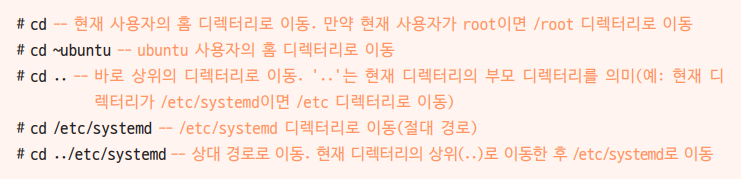 # cd -- 현재 사용자의 홈 디렉터리로 이동. 만약 현재 사용자가 root이면 /root 디렉터리로 이동
# cd ~ubuntu -- ubuntu 사용자의 홈 디렉터리로 이동
# cd .. -- 바로 상위의 디렉터리로 이동. '..'는 현재 디렉터리의 부모 디렉터리를 의미(예: 현재 디
렉터리가 /etc/systemd이면 /etc 디렉터리로 이동)
# cd /etc/systemd -- /etc/systemd 디렉터리로 이동(절대 경로)
# cd ../etc/systemd -- 상대 경로로 이동. 현재 디렉터리의 상위(..)로 이동한 후 /etc/systemd로 이동